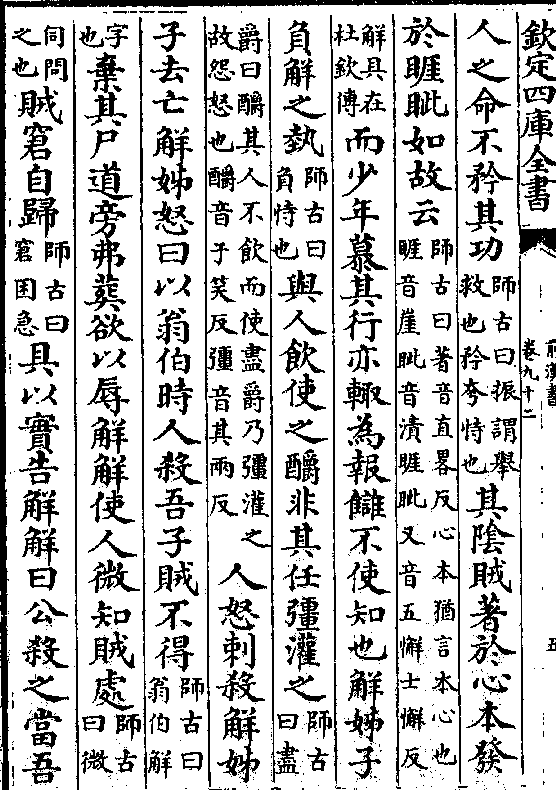 欽定四庫全書
前漢書
卷九十二
五
人之命不矜其功師古曰振謂舉救也矜夸恃也其陰賊著於心本發
於睚眦如故云師古曰著音直畧反心本猶言本心也睚音崖眦音漬睚眦又音五懈士懈反
解具在杜欽傳而少年慕其行亦輙為報讎不使知也解姊子
負解之埶師古曰負恃也與人飲使之釂非其任彊灌之師古曰盡
爵曰釂其人不飲而使盡爵乃彊灌之故怨怒也釂音子笑反彊音其兩反人怒刺殺解姊
子去亡解姊怒曰以翁伯時人殺吾子賊不得師古曰翁伯解
字也棄其尸道旁弗葬欲以辱解解使人微知賊處師古曰微
伺問之也賊窘自歸師古曰窘困急具以實告解解曰公殺之當吾